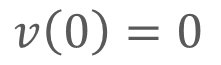 v(0) = 0